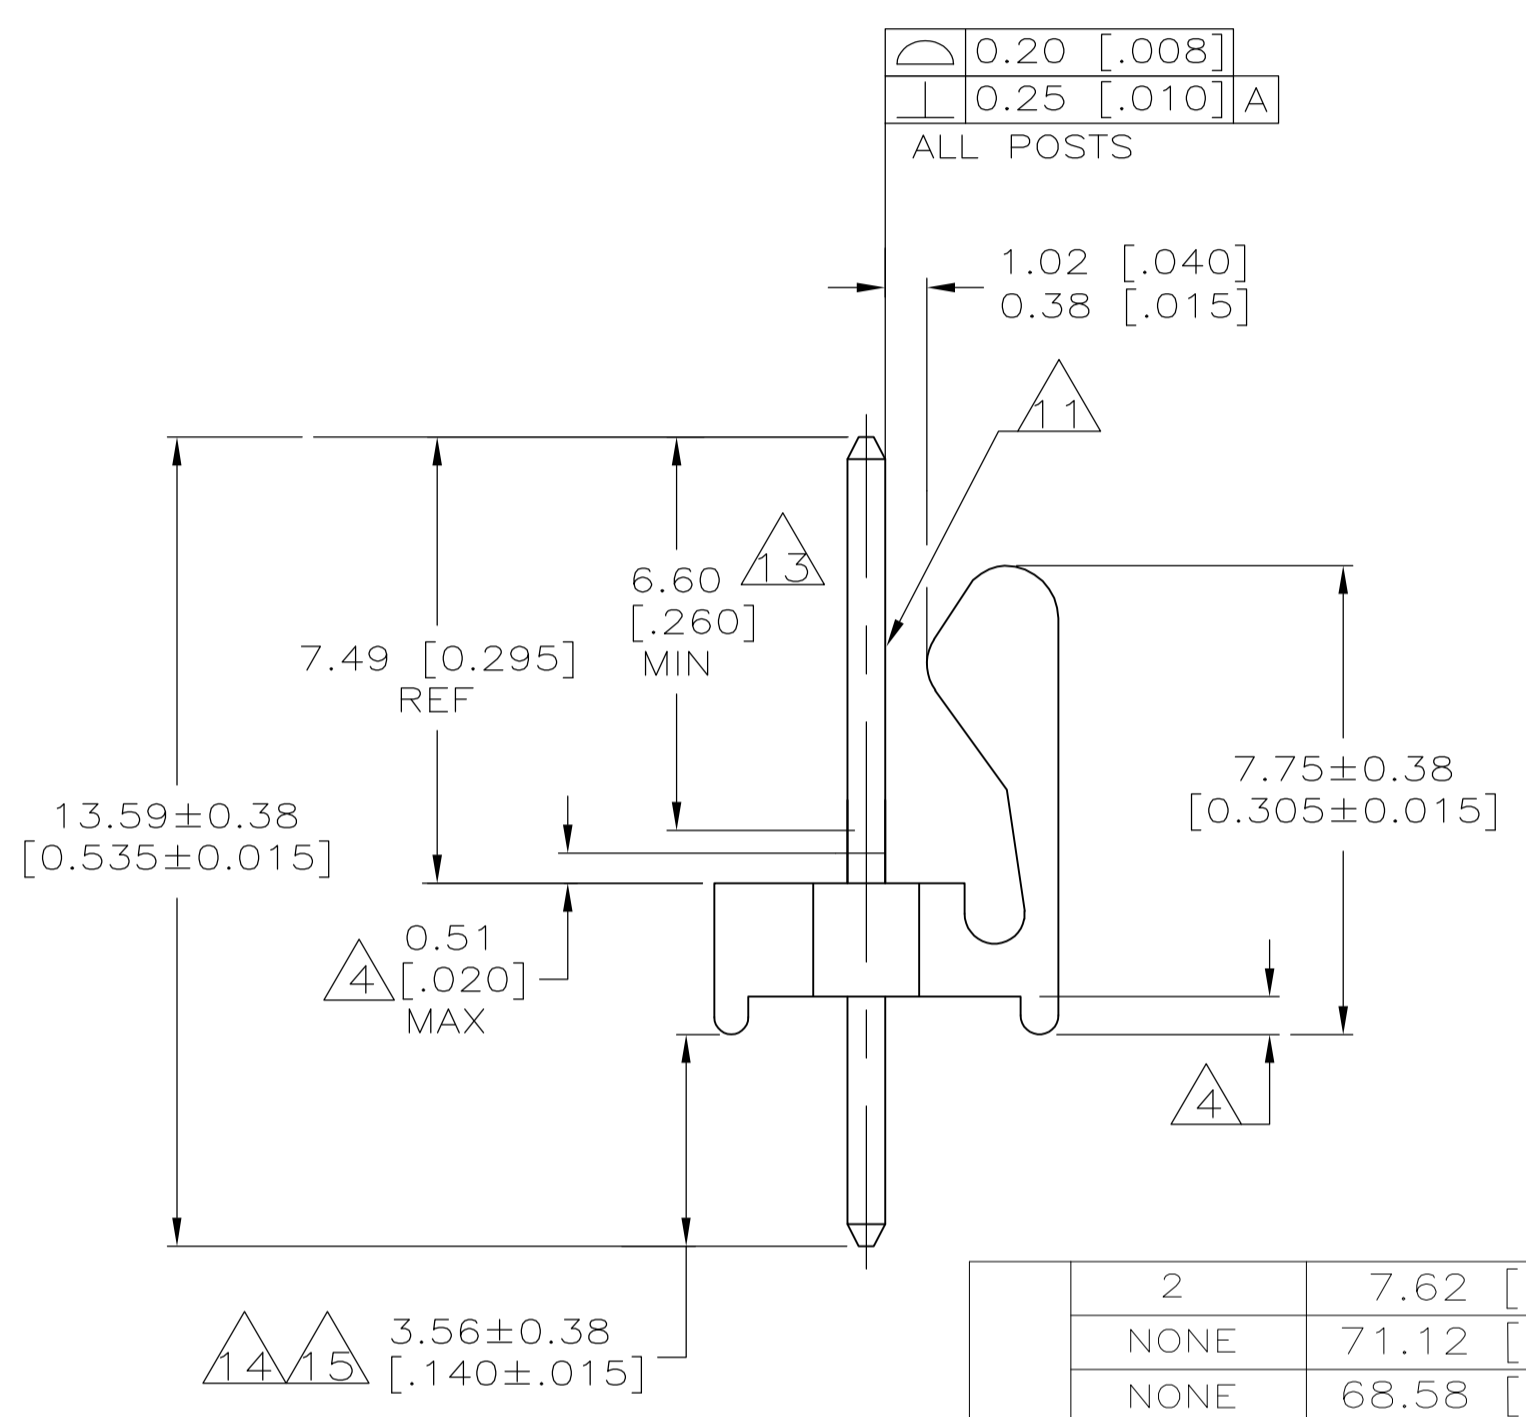 0.20 [.008]
0.25 [.010] A
ALL POSTS
1.02 [.040]
0.38 [.015]
11
13
6.60
[.260]
MIN
7.49 [0.295]
REF
7.75±0.38
[0.305±0.015]
13.59±0.38
[0.535±0.015]
0.51
4 [.020]
MAX
4
14 15 3.56±0.38
[.140±.015]
2 7.62 [
NONE 71.12 [
NONE 68.58 [